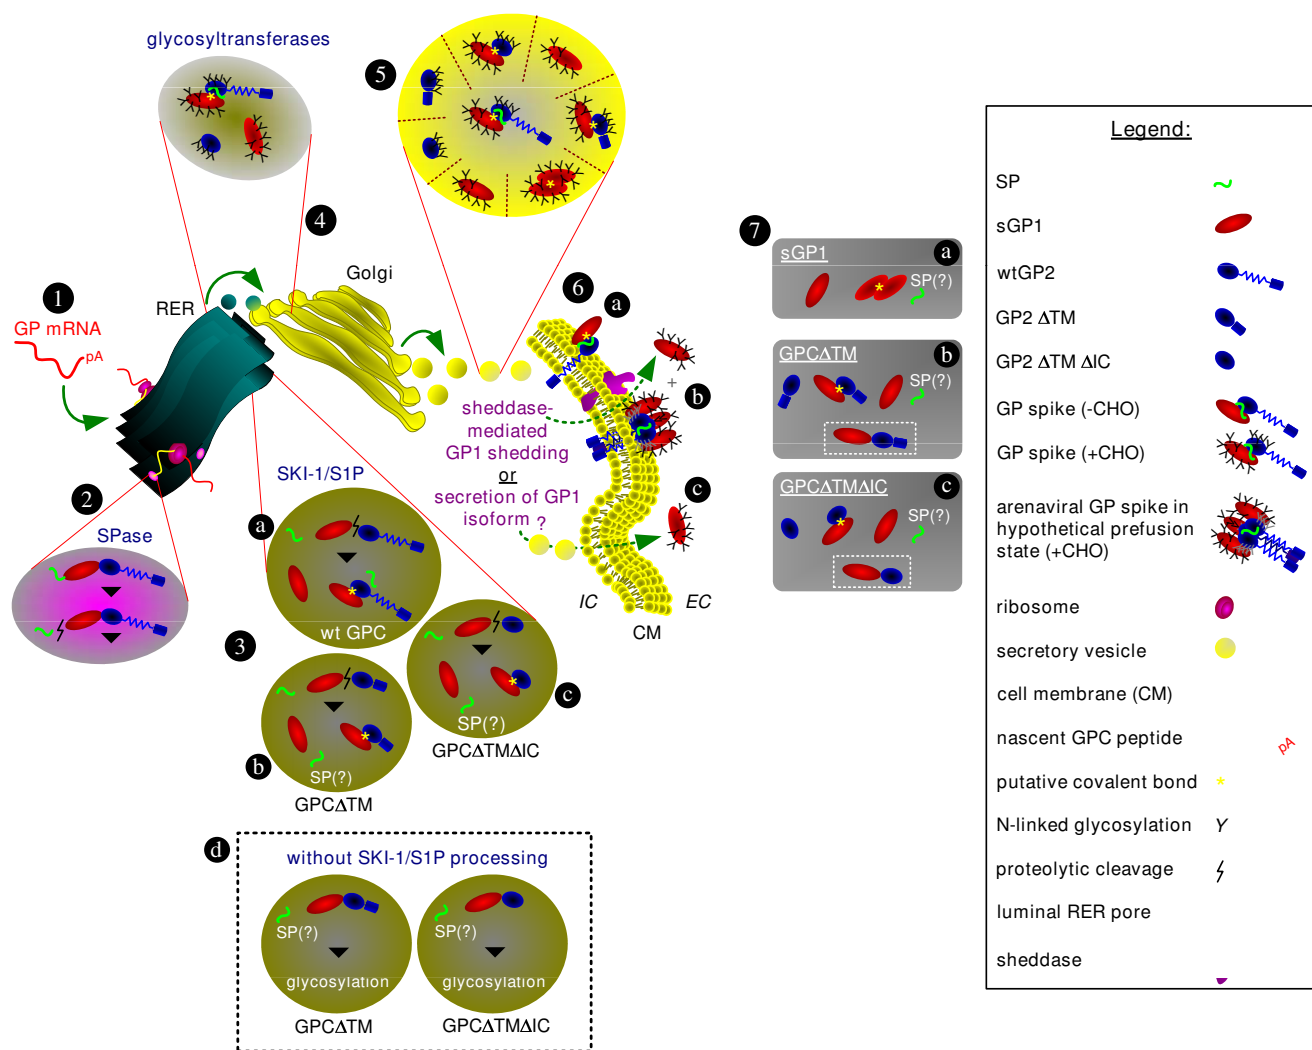 glycosyltransferases
5
4
Golgi
RER
1
GP mRNA
pA
2
SPase
SKI-1/S1P
a
wt GPC
3
b
SP(?)
GPCΔTM
c
SP(?)
GPCΔTMΔIC
d
without SKI-1/S1P processing
SP(?)
glycosylation
GPCΔTM
SP(?)
glycosylation
GPCΔTMΔIC
6
a
+
b
sheddase-
mediated
GP1 shedding
or
secretion of GP1
isoform ?
c
IC
EC
CM
7
sGP1
a
SP(?)
GPCΔTM
b
SP(?)
GPCΔTMΔIC
c
SP(?)
Legend:
SP
sGP1
wtGP2
GP2 ΔTM
GP2 ΔTM ΔIC
GP spike (-CHO)
GP spike (+CHO)
arenaviral GP spike in
hypothetical prefusion
state (+CHO)
ribosome
secretory vesicle
cell membrane (CM)
nascent GPC peptide
pA
putative covalent bond
*
N-linked glycosylation
Y
proteolytic cleavage
luminal RER pore
sheddase